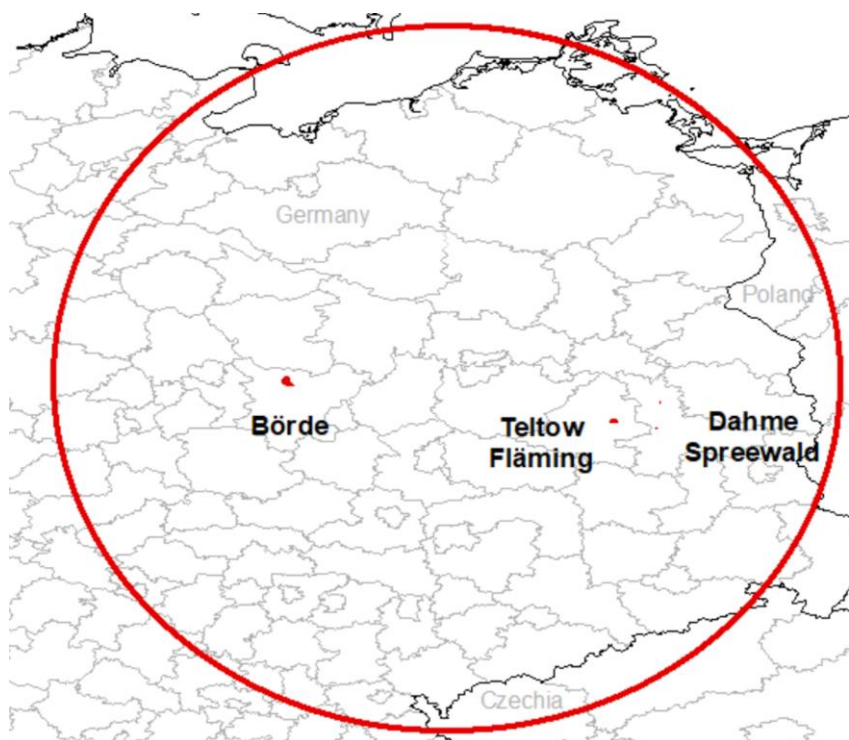 Germany
Poland
Börde
Teltow
Fläming
Dahme
Spreewald
Czechia